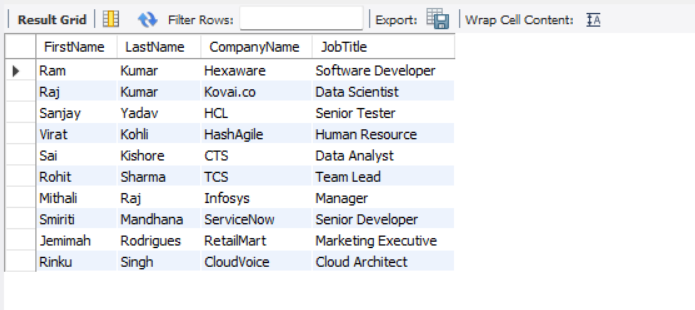 Result Grid Filter Rows: Export: Wrap Cell Content:
FirstName LastName CompanyName JobTitle
Ram Kumar Hexaware Software Developer
Raj Kumar Kovai.co Data Scientist
Sanjay Yadav HCL Senior Tester
Virat Kohli HashAgile Human Resource
Sai Kishore CTS Data Analyst
Rohit Sharma TCS Team Lead
Mithali Raj Infosys Manager
Smiriti Mandhana ServiceNow Senior Developer
Jemimah Rodrigues RetailMart Marketing Executive
Rinku Singh CloudVoice Cloud Architect